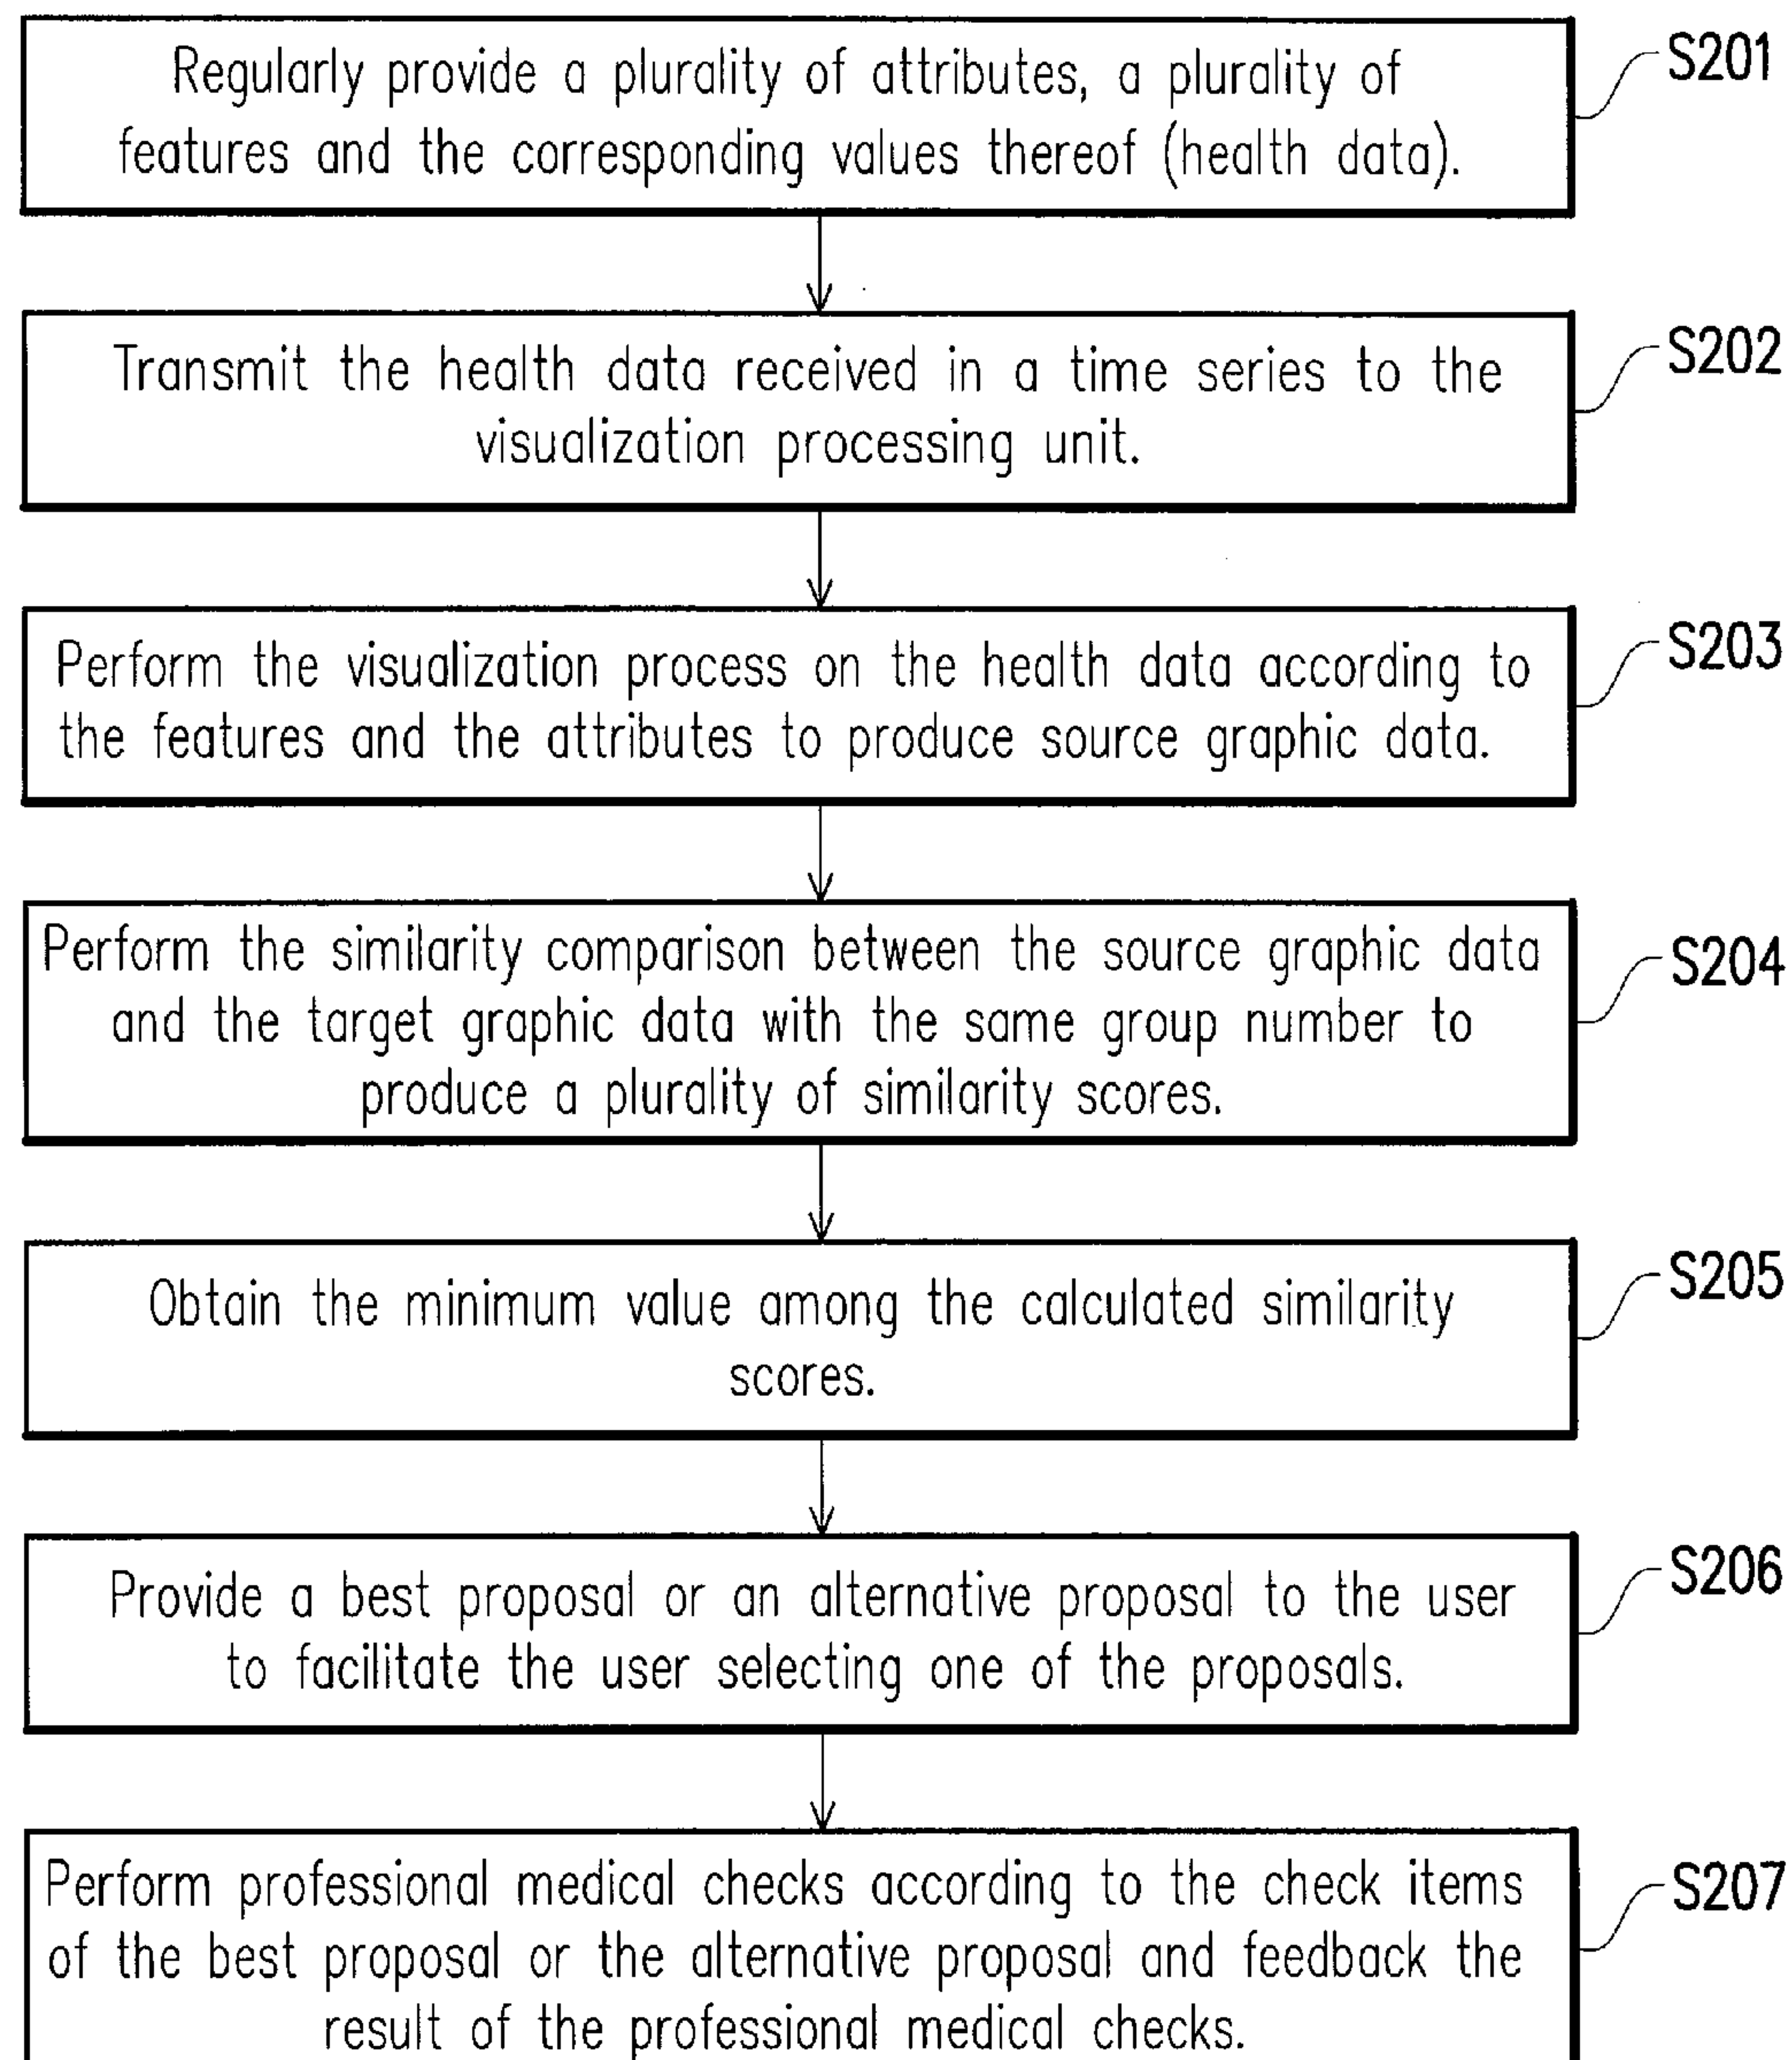 Regularly provide a plurality of attributes, a plurality of
features and the corresponding values thereof (health data).
S201
Transmit the health data received in a time series to the
visualization processing unit.
S202
Perform the visualization process on the health data according to
the features and the attributes to produce source graphic data.
S203
Perform the similarity comparison between the source graphic data
and the target graphic data with the same group number to
produce a plurality of similarity scores.
S204
Obtain the minimum value among the calculated similarity
scores.
S205
Provide a best proposal or an alternative proposal to the user
to facilitate the user selecting one of the proposals.
S206
Perform professional medical checks according to the check items
of the best proposal or the alternative proposal and feedback the
result of the professional medical checks.
S207